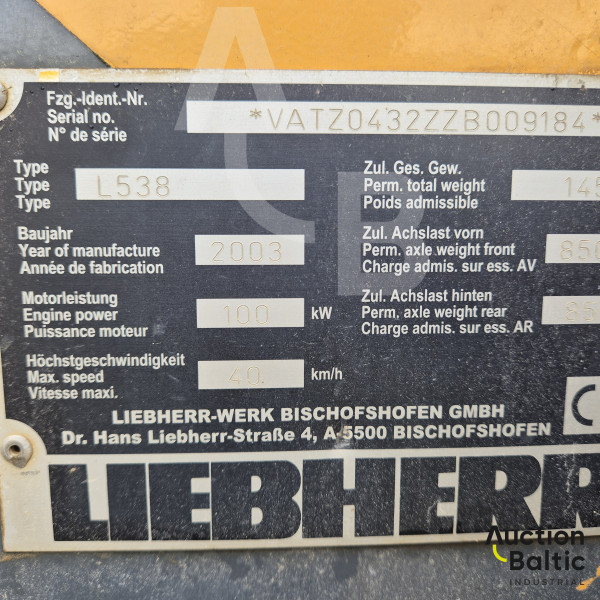 Fzg.-Ident.-Nr.
Serial no. *VATZ0432ZZB009184*
N° de série
Type
Type L538
Type
Zul. Ges. Gew.
Perm. total weight 145
Poids admissible
Baujahr
Year of manufacture 2003
Année de fabrication
Zul. Achslast vorn
Perm. axle weight front 850
Charge admis. sur ess. AV
Motorleistung
Engine power 100 kW
Puissance moteur
Zul. Achslast hinten
Perm. axle weight rear
Charge admis. sur ess. AR
Höchstgeschwindigkeit
Max. speed 40 km/h
Vitesse maxi.
LIEBHERR-WERK BISCHOFSHOFEN GMBH
Dr. Hans Liebherr-Straße 4, A-5500 BISCHOFSHOFEN
LIEBHERR
Auction
Baltic
INDUSTRIAL